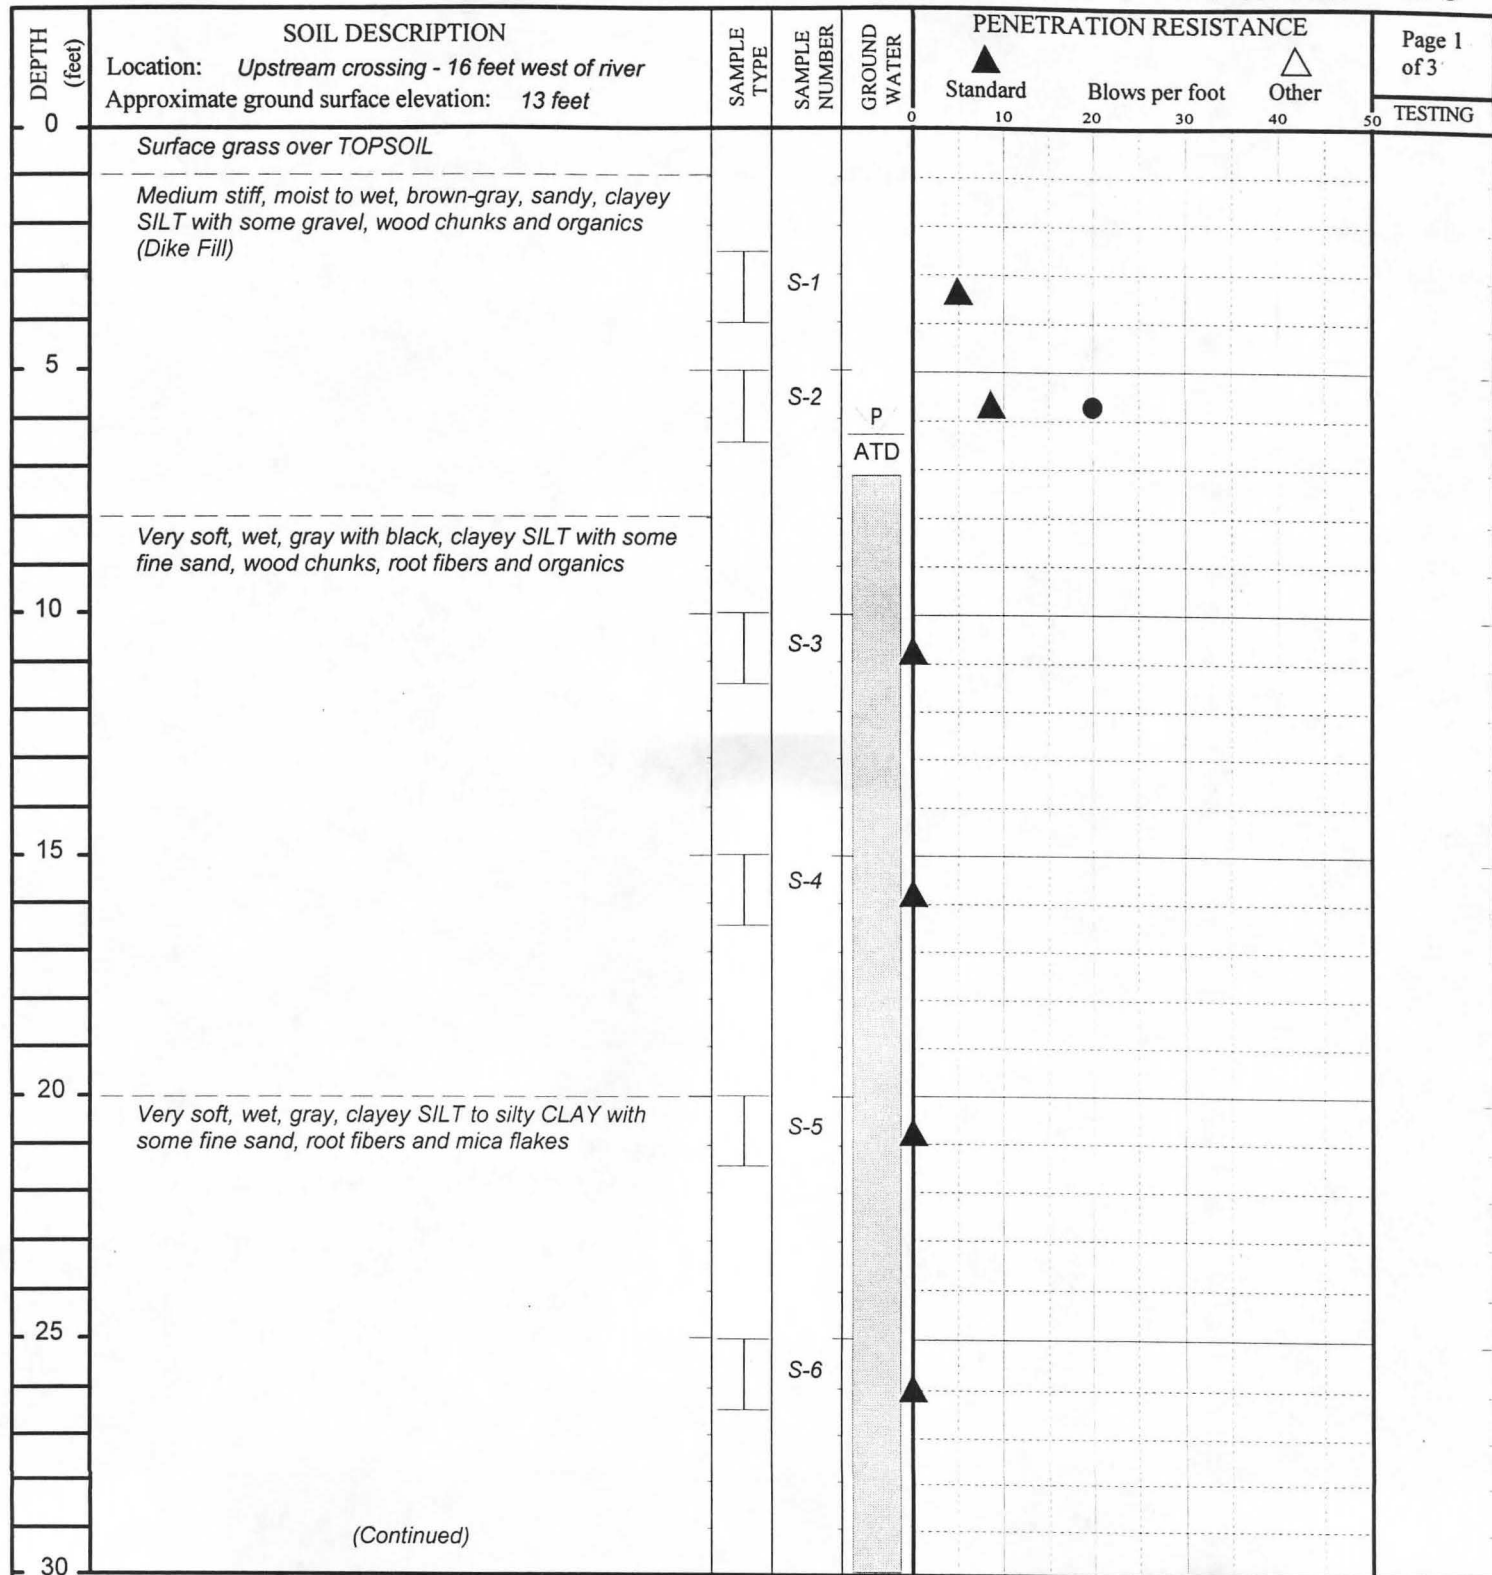 DEPTH
(feet)
SOIL DESCRIPTION
Location: Upstream crossing - 16 feet west of river
Approximate ground surface elevation: 13 feet
SAMPLE
TYPE
SAMPLE
NUMBER
GROUND
WATER
PENETRATION RESISTANCE
Standard Blows per foot Other
0 10 20 30 40 50
Page 1
of 3
TESTING
0
Surface grass over TOPSOIL
Medium stiff, moist to wet, brown-gray, sandy, clayey
SILT with some gravel, wood chunks and organics
(Dike Fill)
S-1
5
S-2
P
ATD
Very soft, wet, gray with black, clayey SILT with some
fine sand, wood chunks, root fibers and organics
10
S-3
15
S-4
20
Very soft, wet, gray, clayey SILT to silty CLAY with
some fine sand, root fibers and mica flakes
S-5
25
S-6
(Continued)
30